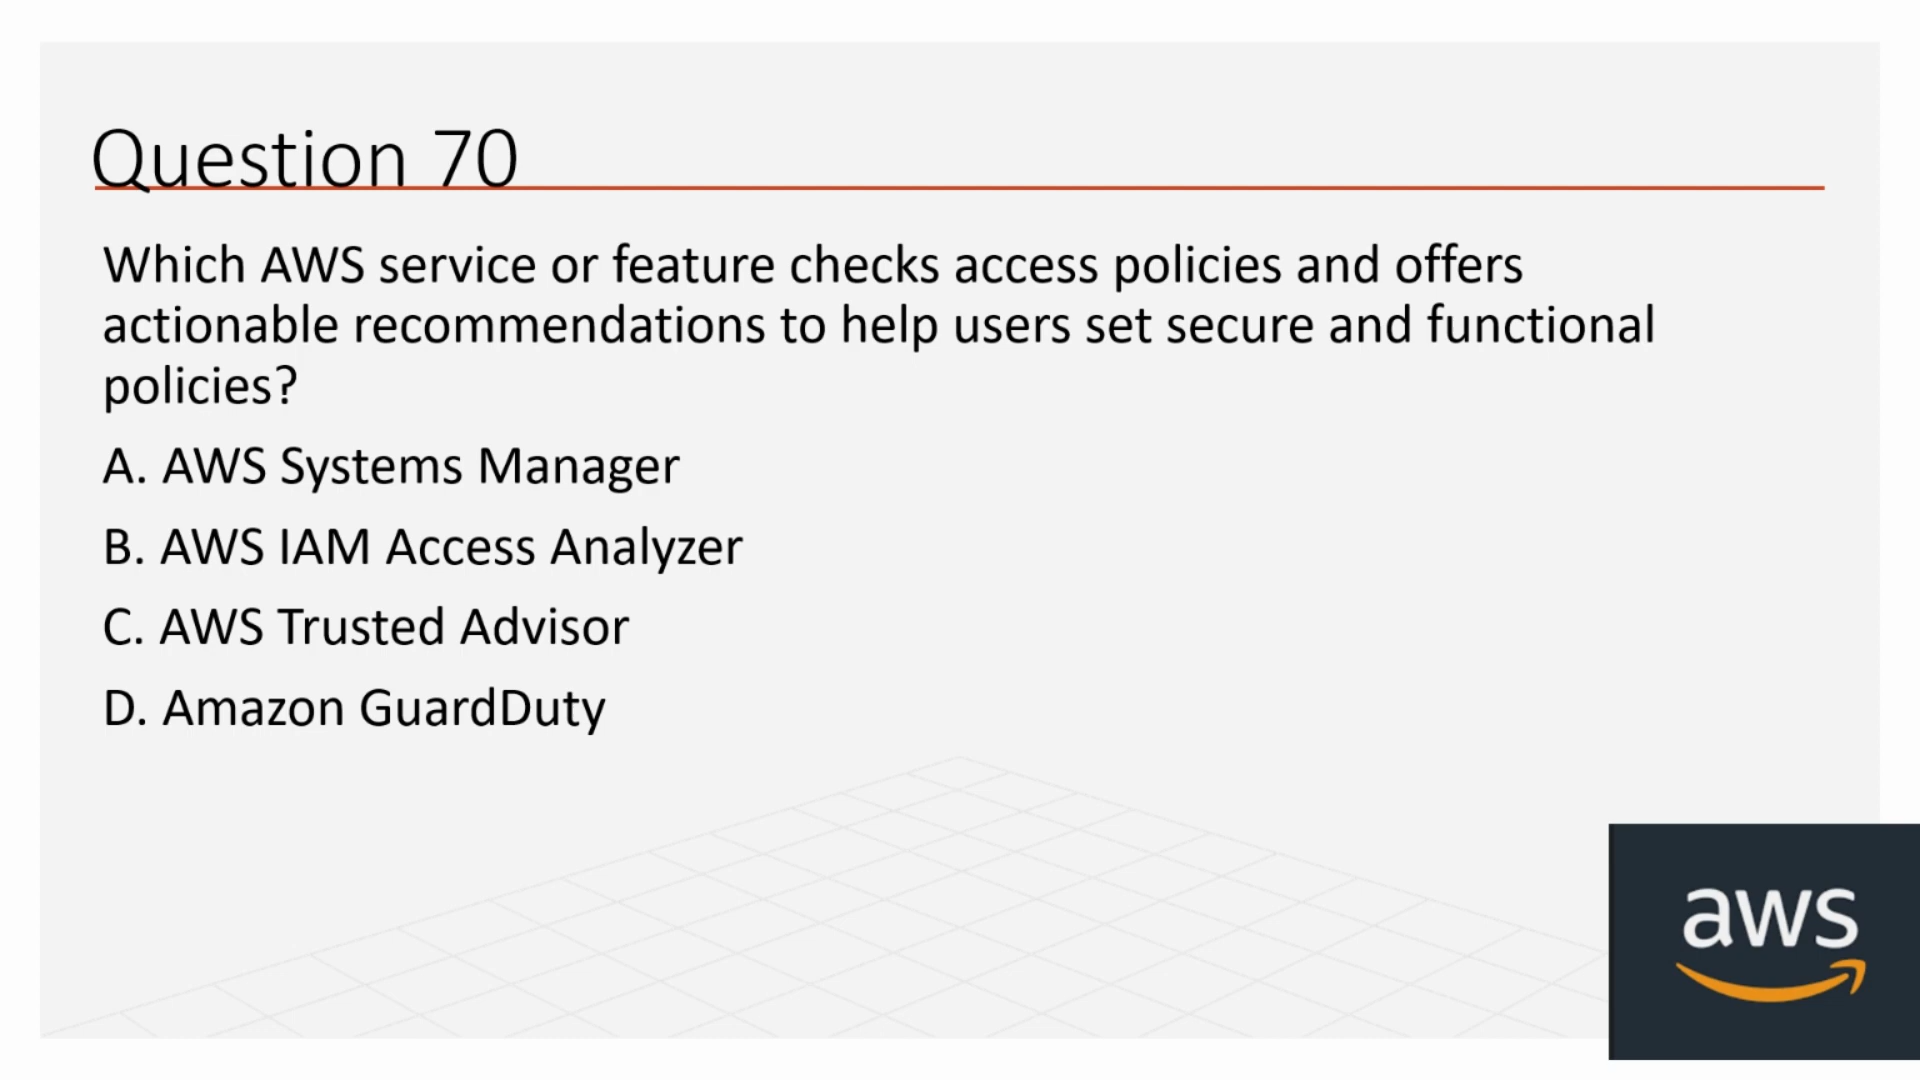 Question 70
Which AWS service or feature checks access policies and offers
actionable recommendations to help users set secure and functional
policies?
A. AWS Systems Manager
B. AWS IAM Access Analyzer
C. AWS Trusted Advisor
D. Amazon GuardDuty
aws